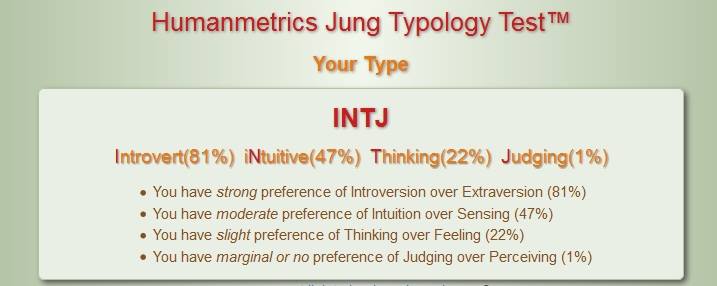 Humanmetrics Jung Typology Test™
Your Type
INTJ
Introvert(81%) iNtuitive(47%) Thinking(22%) Judging(1%)
• You have strong preference of Introversion over Extraversion (81%)
• You have moderate preference of Intuition over Sensing (47%)
• You have slight preference of Thinking over Feeling (22%)
• You have marginal or no preference of Judging over Perceiving (1%)